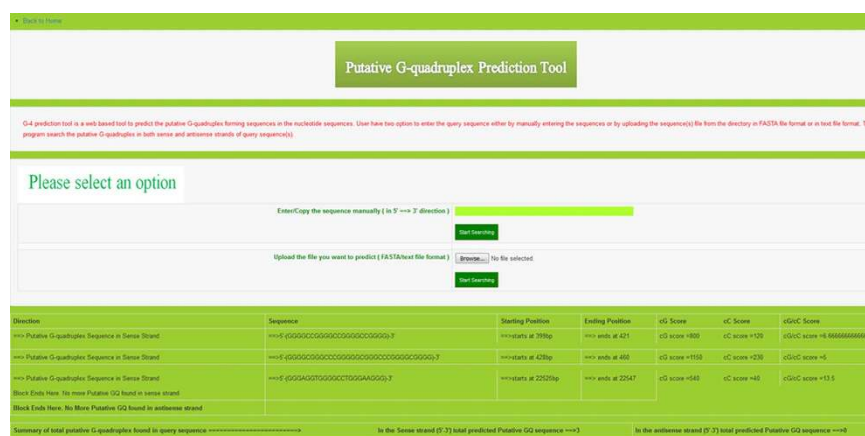 Back to Home
Putative G-quadruplex Prediction Tool
G-4 prediction tool is a web based tool to predict the putative G-quadruplex forming sequences in the nucleotide sequences. User have two option to enter the query sequence either by manually entering the sequences or by uploading the sequence(s) file from the directory in FASTA file format or in text file format.
program search the putative G-quadruplex in both sense and antisense strands of query sequence(s).
Please select an option
Enter/Copy the sequence manually ( in 5' ==> 3' direction )
Start Searching
Upload the file you want to predict ( FASTA/text file format ) Browse... No file selected.
Start Searching
Direction Sequence Starting Position Ending Position cG Score cC Score cG/cC Score
==> Putative G-quadruplex Sequence in Sense Strand ==>5'-(GGGGCCGGGGCCGGGGCCGGGG)-3' ==>starts at 399bp ==> ends at 421 cG score =800 cC score =120 cG/cC score
==> Putative G-quadruplex Sequence in Sense Strand ==>starts at 428bp ==> ends at 460 cG score =1150 cC score =230 cG/cC score =5
==> Putative G-quadruplex Sequence in Sense Strand ==>5'-(GGGAGGTGGGGCCTGGGAAGGG)-3' ==>starts at 22525bp ==> ends at 22547 cG score =540 cC score =40 cG/cC score =13.5
Block Ends Here. No more Putative GQ found in sense strand
Block Ends Here, No More Putative GQ found in antisense strand
Summary of total putative G-quadruplex found in query sequence In the Sense strand (5'-3') total predicted Putative GQ sequence ==>3 In the antisense strand (5'-3') total predicted Putative GQ sequence ==>0